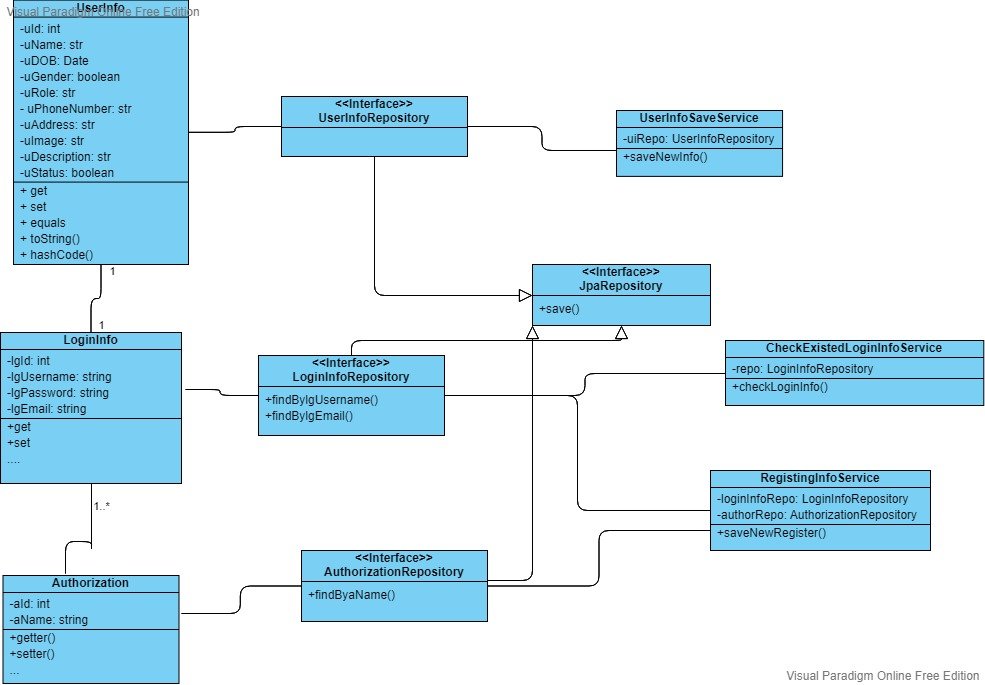 Visual Paradigm Online Free Edition
UserInfo
-uId: int
-uName: str
-uDOB: Date
-uGender: boolean
-uRole: str
- uPhoneNumber: str
-uAddress: str
-uImage: str
-uDescription: str
-uStatus: boolean
+ get
+ set
+ equals
+ toString()
+ hashCode()
<<Interface>>
UserInfoRepository
UserInfoSaveService
-uiRepo: UserInfoRepository
+saveNewInfo()
1
1
<<Interface>>
JpaRepository
+save()
LoginInfo
-lgId: int
-lgUsername: string
-lgPassword: string
-lgEmail: string
+get
+set
....
<<Interface>>
LoginInfoRepository
+findBylgUsername()
+findBylgEmail()
CheckExistedLoginInfoService
-repo: LoginInfoRepository
+checkLoginInfo()
1..*
RegistingInfoService
-loginInfoRepo: LoginInfoRepository
-authorRepo: AuthorizationRepository
+saveNewRegister()
<<Interface>>
AuthorizationRepository
+findByaName()
Authorization
-aId: int
-aName: string
+getter()
+setter()
...
Visual Paradigm Online Free Edition